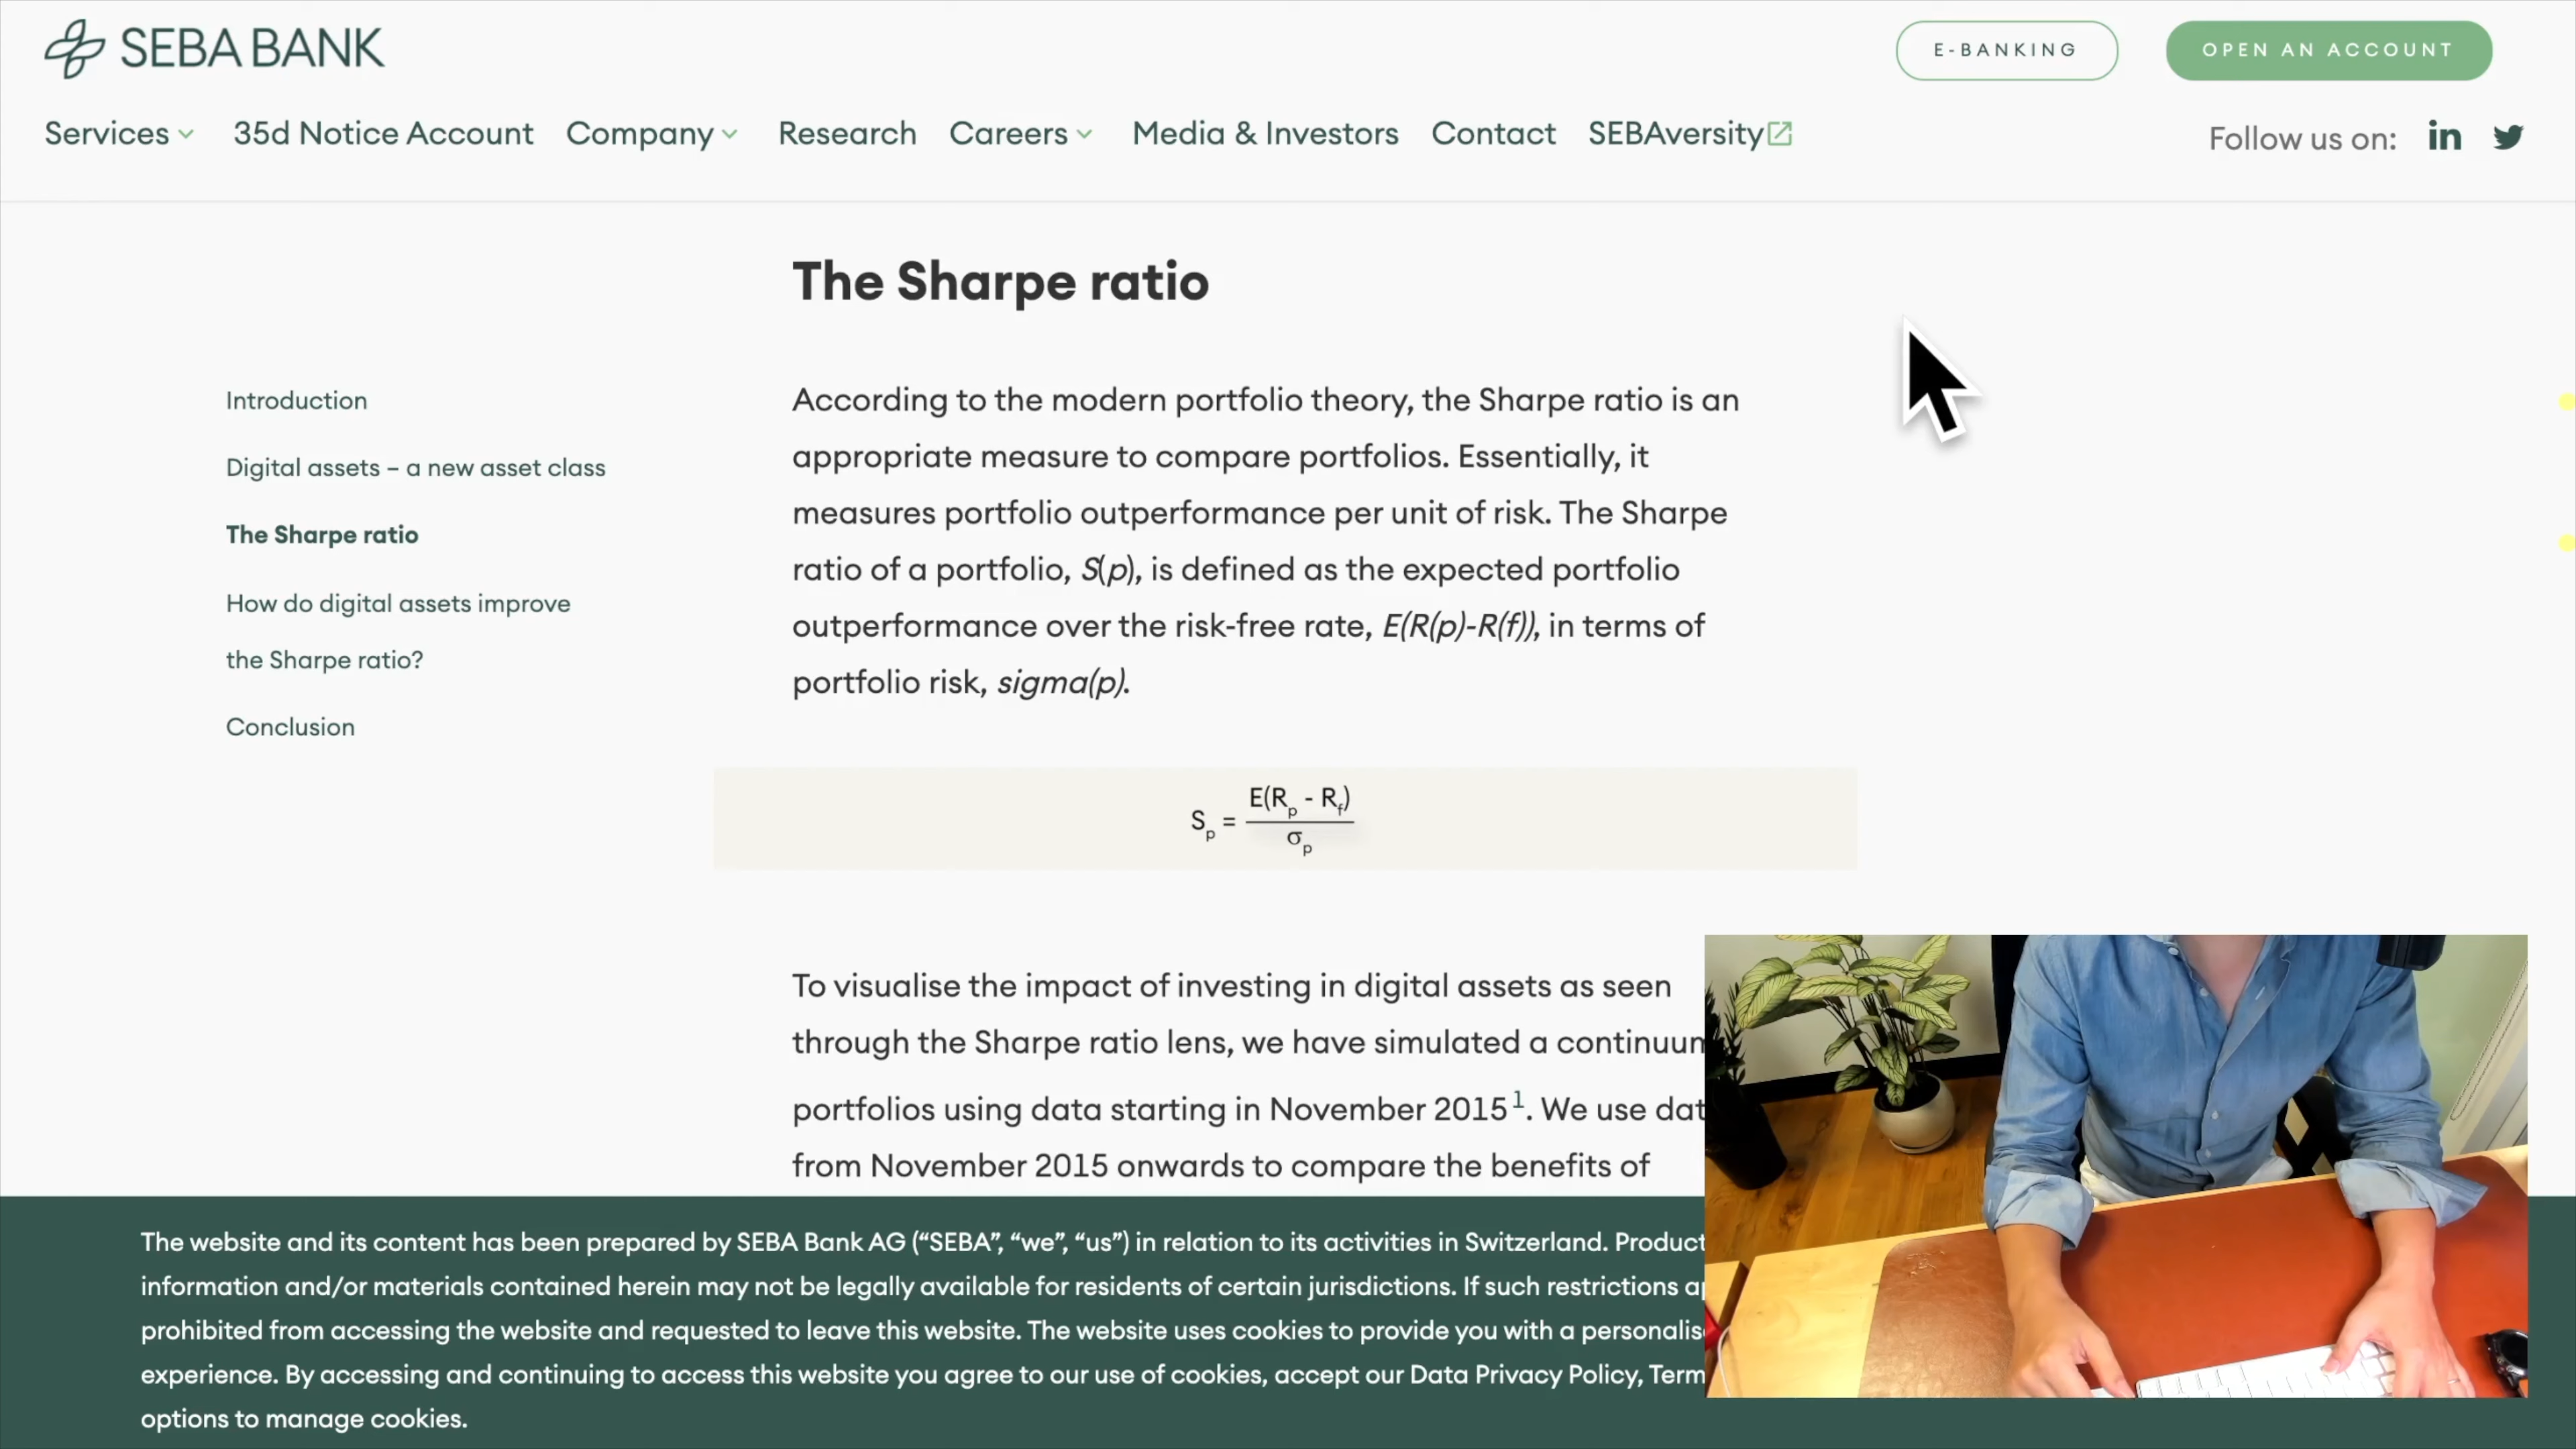 SEBA BANK
E-BANKING
OPEN AN ACCOUNT
Services
35d Notice Account
Company
Research
Careers
Media & Investors
Contact
SEBAversity
Follow us on:
in
The Sharpe ratio
Introduction
Digital assets – a new asset class
The Sharpe ratio
How do digital assets improve
the Sharpe ratio?
Conclusion
According to the modern portfolio theory, the Sharpe ratio is an
appropriate measure to compare portfolios. Essentially, it
measures portfolio outperformance per unit of risk. The Sharpe
ratio of a portfolio, S(p), is defined as the expected portfolio
outperformance over the risk-free rate, E(R(p)-R(f)), in terms of
portfolio risk, sigma(p).
Sp = E(Rp - Rf)
σp
To visualise the impact of investing in digital assets as seen
through the Sharpe ratio lens, we have simulated a
portfolios using data starting in November 2015 1. We use
from November 2015 onwards to compare the benefits of
The website and its content has been prepared by SEBA Bank AG (“SEBA”, “we”, “us”) in relation to its activities in Switzerland.
information and/or materials contained herein may not be legally available for residents of certain jurisdictions. If such restrictions
prohibited from accessing the website and requested to leave this website. The website uses cookies to provide you with a
experience. By accessing and continuing to access this website you agree to our use of cookies, accept our Data Privacy Policy,
options to manage cookies.